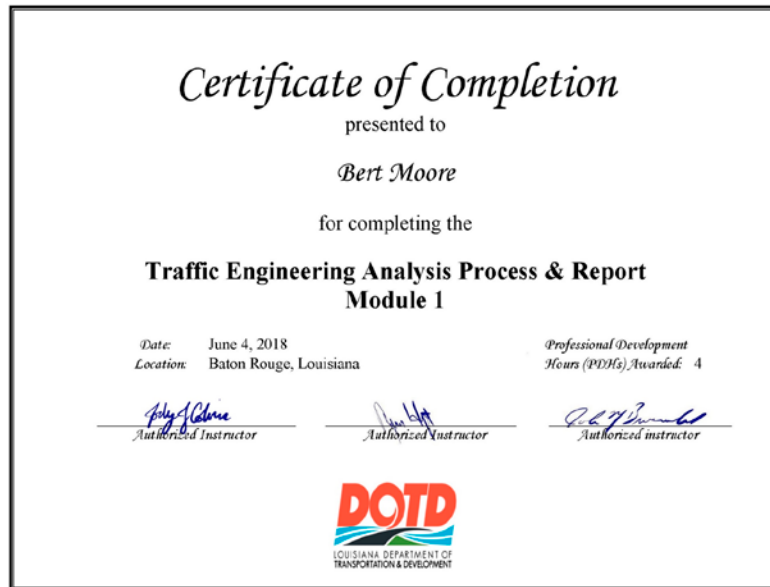 Certificate of Completion
presented to
Bert Moore
for completing the
Traffic Engineering Analysis Process & Report
Module 1
Date: June 4, 2018
Location: Baton Rouge, Louisiana
Professional Development
Hours (PDHs) Awarded: 4
Authorized Instructor
Authorized Instructor
Authorized instructor
DOTD
LOUISIANA DEPARTMENT OF
TRANSPORTATION & DEVELOPMENT